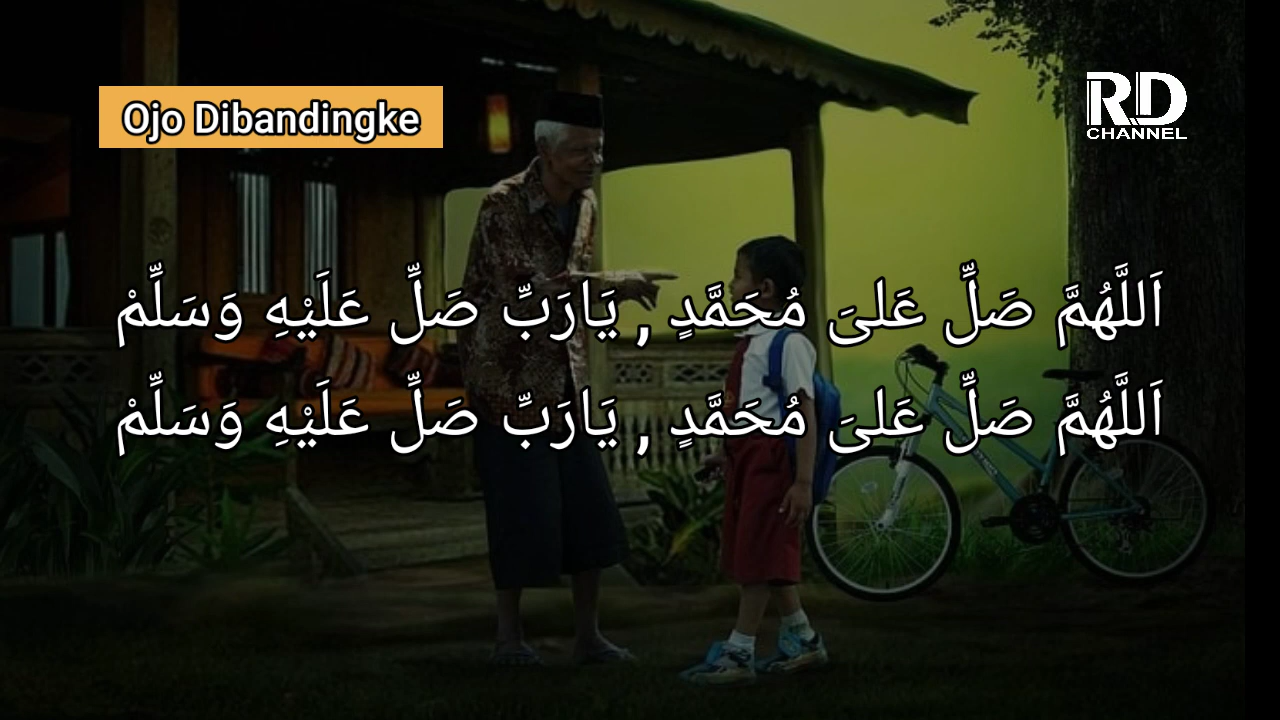 Ojo Dibandingke
RD
CHANNEL
اَللَّهُمَّ صَلِّ عَلىَ مُحَمَّدٍ , يَارَبِّ صَلِّ عَلَيْهِ وَسَلِّمْ
اَللَّهُمَّ صَلِّ عَلىَ مُحَمَّدٍ , يَارَبِّ صَلِّ عَلَيْهِ وَسَلِّمْ